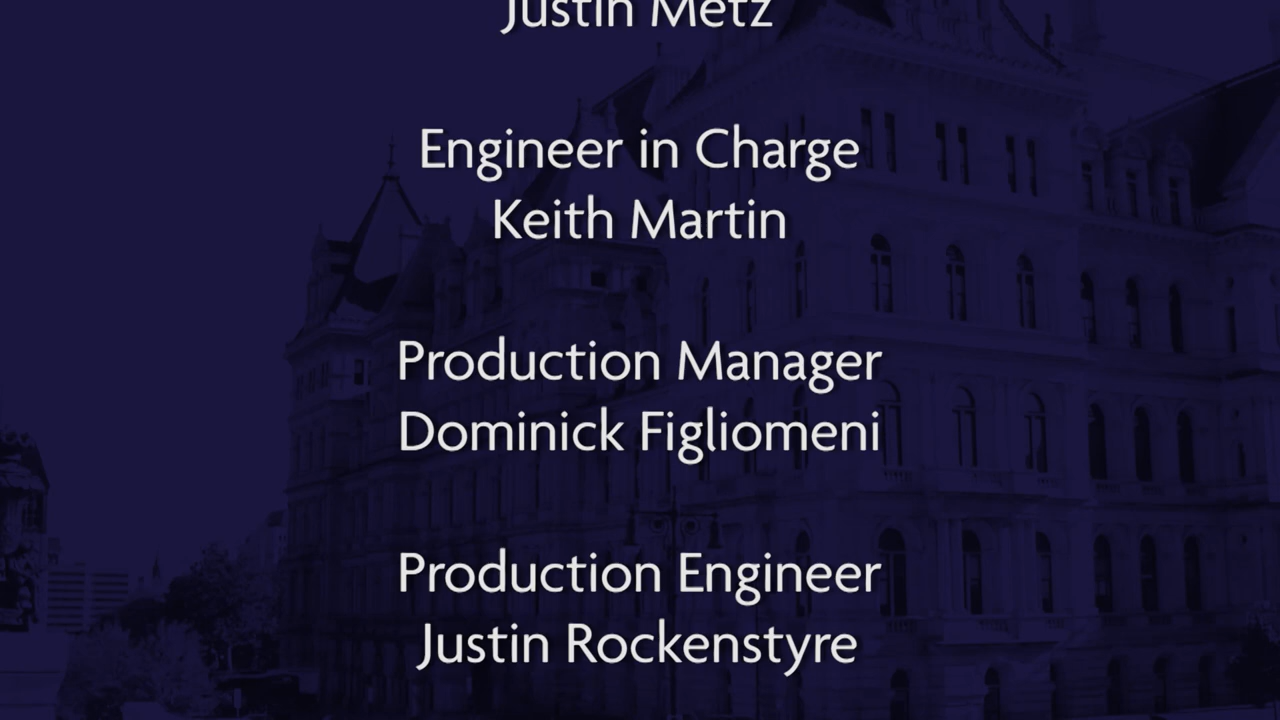 Justin Metz
Engineer in Charge
Keith Martin
Production Manager
Dominick Figliomeni
Production Engineer
Justin Rockenstyre